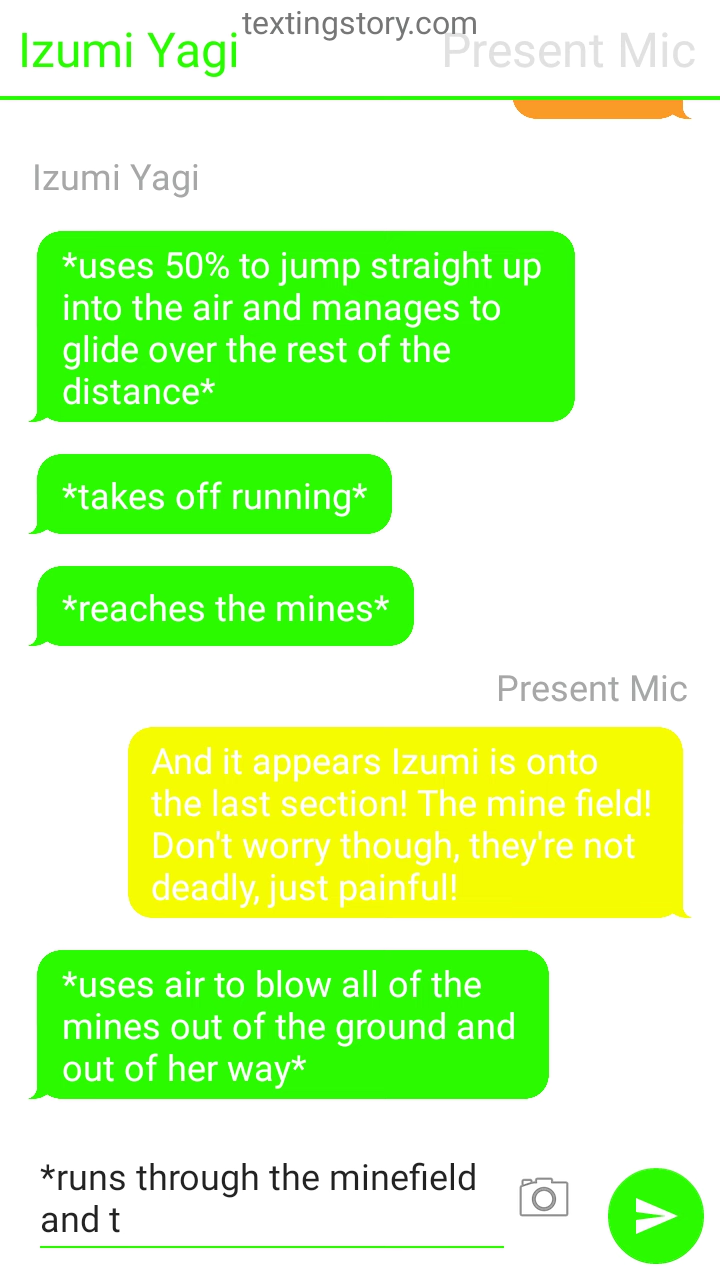 textingstory.com
Izumi Yagi
Present Mic
Izumi Yagi
*uses 50% to jump straight up
into the air and manages to
glide over the rest of the
distance*
*takes off running*
*reaches the mines*
Present Mic
And it appears Izumi is onto
the last section! The mine field!
Don't worry though, they're not
deadly, just painful!
*uses air to blow all of the
mines out of the ground and
out of her way*
*runs through the minefield
and t